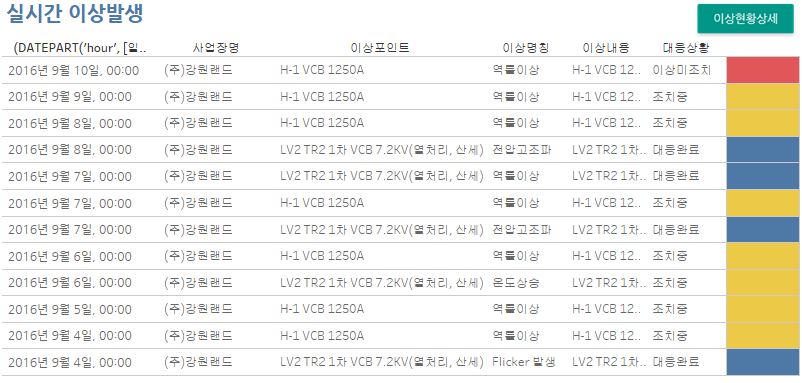 실시간 이상발생
이상현황상세
(DATEPART('hour', [일.. 사업장명 이상포인트 이상명칭 이상내용 대응상황
2016년 9월 10일, 00:00 (주)강원랜드 H-1 VCB 1250A 역률이상 H-1 VCB 12.. 이상미조치
2016년 9월 9일, 00:00 (주)강원랜드 H-1 VCB 1250A 역률이상 H-1 VCB 12.. 조치중
2016년 9월 8일, 00:00 (주)강원랜드 H-1 VCB 1250A 역률이상 H-1 VCB 12.. 조치중
2016년 9월 8일, 00:00 (주)강원랜드 LV2 TR2 1차 VCB 7.2KV(열처리, 산세) 전압고조파 LV2 TR2 1차.. 대응완료
2016년 9월 7일, 00:00 (주)강원랜드 LV2 TR2 1차 VCB 7.2KV(열처리, 산세) 역률이상 LV2 TR2 1차.. 대응완료
2016년 9월 7일, 00:00 (주)강원랜드 H-1 VCB 1250A 역률이상 H-1 VCB 12.. 조치중
2016년 9월 7일, 00:00 (주)강원랜드 LV2 TR2 1차 VCB 7.2KV(열처리, 산세) 전압고조파 LV2 TR2 1차.. 대응완료
2016년 9월 6일, 00:00 (주)강원랜드 H-1 VCB 1250A 역률이상 H-1 VCB 12.. 조치중
2016년 9월 6일, 00:00 (주)강원랜드 LV2 TR2 1차 VCB 7.2KV(열처리, 산세) 온도상승 LV2 TR2 1차.. 조치중
2016년 9월 5일, 00:00 (주)강원랜드 H-1 VCB 1250A 역률이상 H-1 VCB 12.. 조치중
2016년 9월 4일, 00:00 (주)강원랜드 H-1 VCB 1250A 역률이상 H-1 VCB 12.. 조치중
2016년 9월 4일, 00:00 (주)강원랜드 LV2 TR2 1차 VCB 7.2KV(열처리, 산세) Flicker 발생 LV2 TR2 1차.. 대응완료